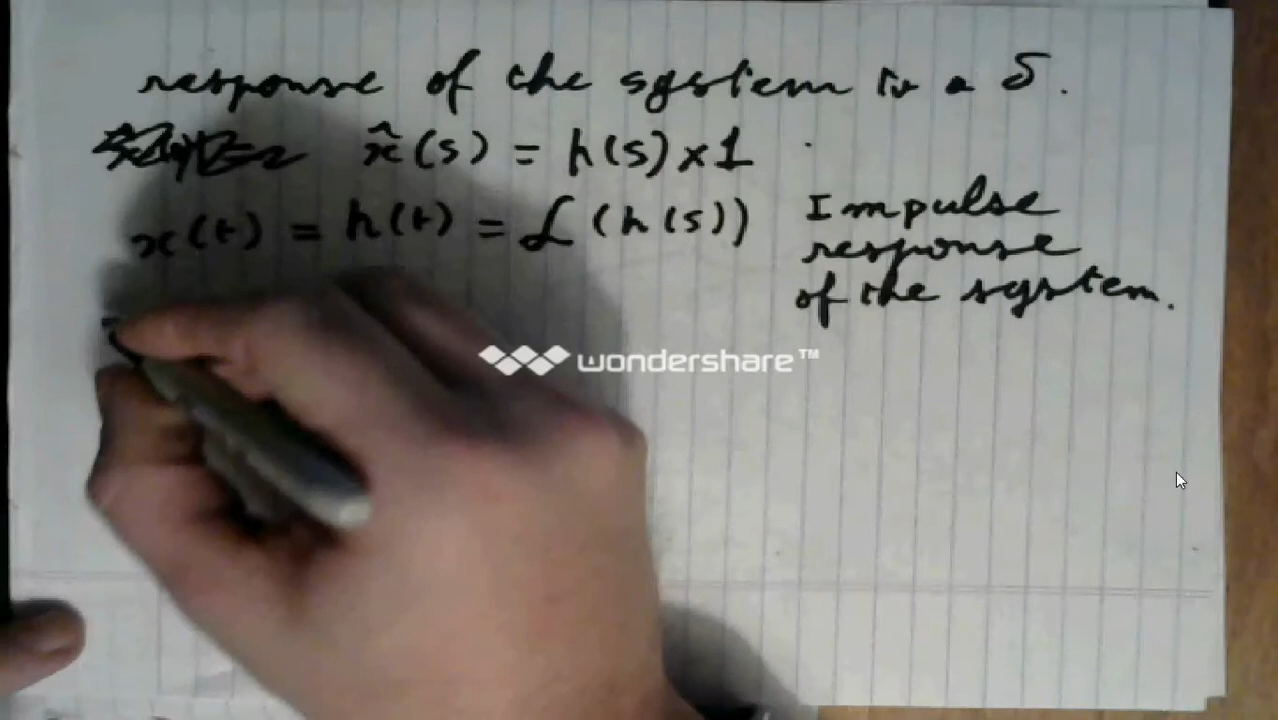 response of the system to a δ.
x̂(s) = h(s) × 1
x(t) = h(t) = ℒ(h(s))
Impulse
response
of the system.
wondershare™